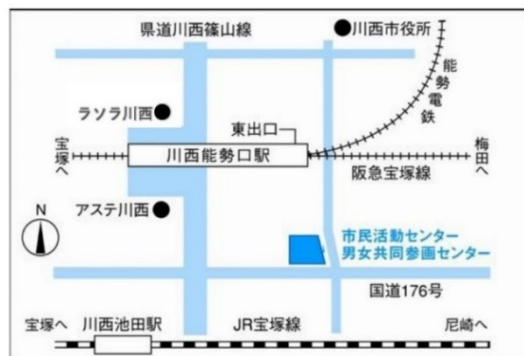 県道川西篠山線
川西市役所
能勢電鉄
ラソラ川西
東出口
宝塚へ
川西能勢口駅
梅田へ
阪急宝塚線
アステ川西
N
市民活動センター
男女共同参画センター
国道176号
宝塚へ
川西池田駅
JR宝塚線
尼崎へ